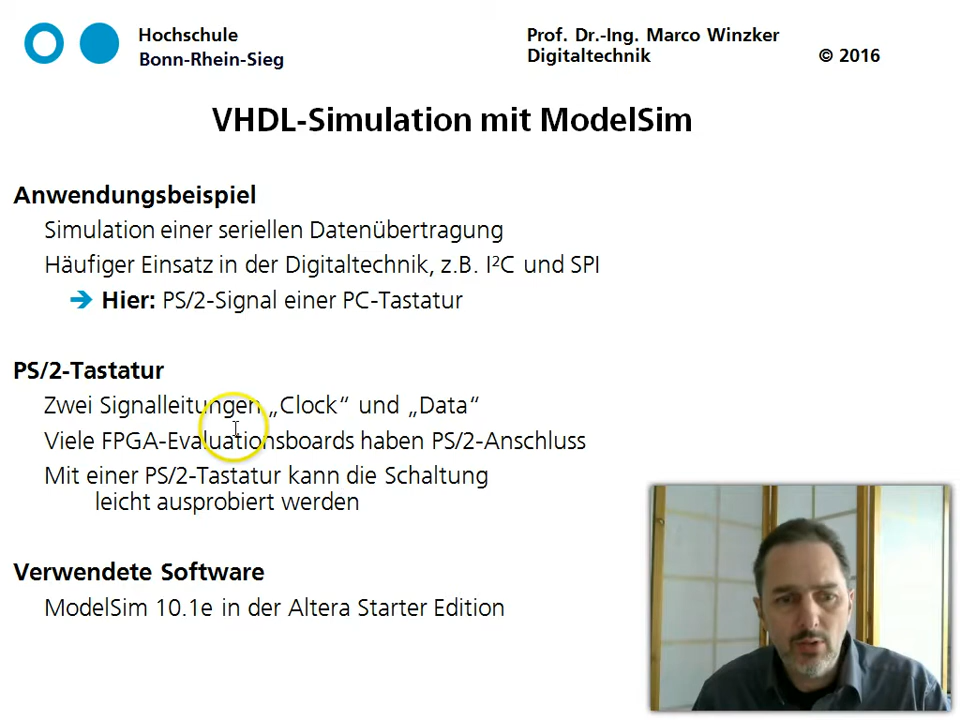 Hochschule
Bonn-Rhein-Sieg
Prof. Dr.-Ing. Marco Winzker
Digitaltechnik © 2016
VHDL-Simulation mit ModelSim
Anwendungsbeispiel
Simulation einer seriellen Datenübertragung
Häufiger Einsatz in der Digitaltechnik, z.B. I²C und SPI
➔ Hier: PS/2-Signal einer PC-Tastatur
PS/2-Tastatur
Zwei Signalleitungen „Clock“ und „Data“
Viele FPGA-Evaluationsboards haben PS/2-Anschluss
Mit einer PS/2-Tastatur kann die Schaltung
leicht ausprobiert werden
Verwendete Software
ModelSim 10.1e in der Altera Starter Edition